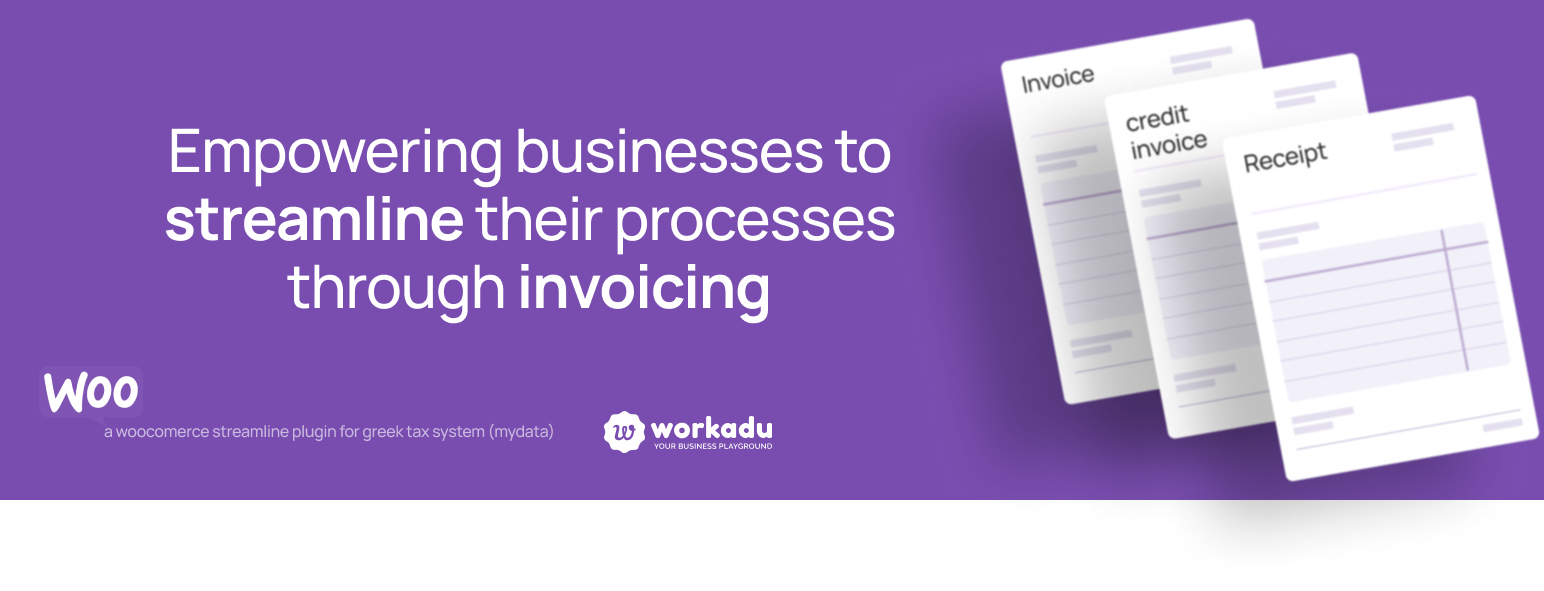 Empowering businesses to
streamline their processes
through invoicing
Woo
a woocomerce streamline plugin for greek tax system (mydata)
w workadu
YOUR BUSINESS PLAYGROUND
Invoice
credit
invoice
Receipt